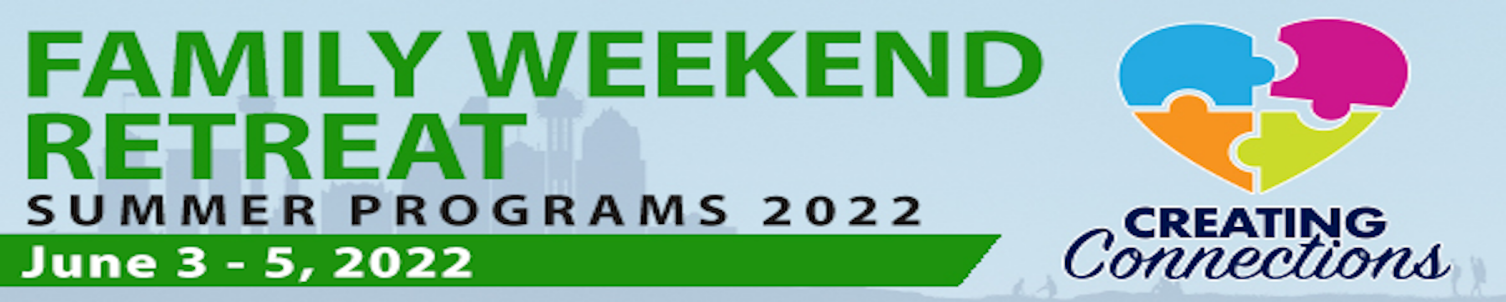 FAMILY WEEKEND
RETREAT
SUMMER PROGRAMS 2022
June 3 - 5, 2022
CREATING
Connections